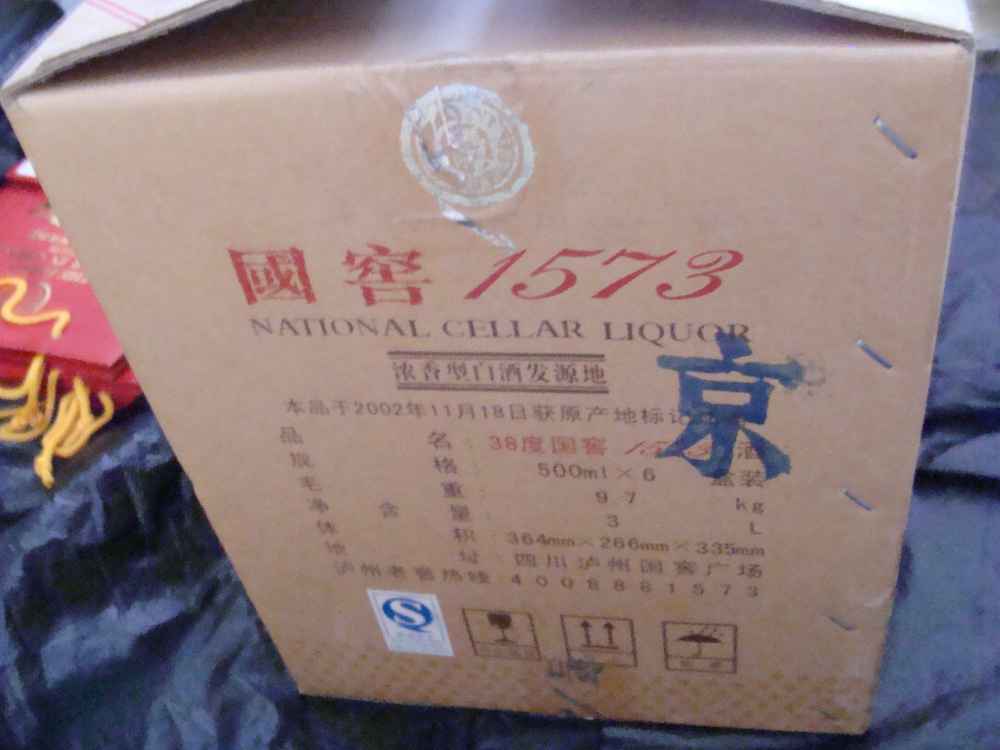 國窖 1573
NATIONAL CELLAR LIQUOR
浓香型白酒发源地
京
本品于2002年11月18日获原产地标记
品 名：38度国窖 1573 酒
规 格：500ml×6 盒装
毛 重：9.7 kg
净 含 量：3 L
体 积：364mm×266mm×335mm
地 址：四川泸州国窖广场
泸州老窖热线：4008881573